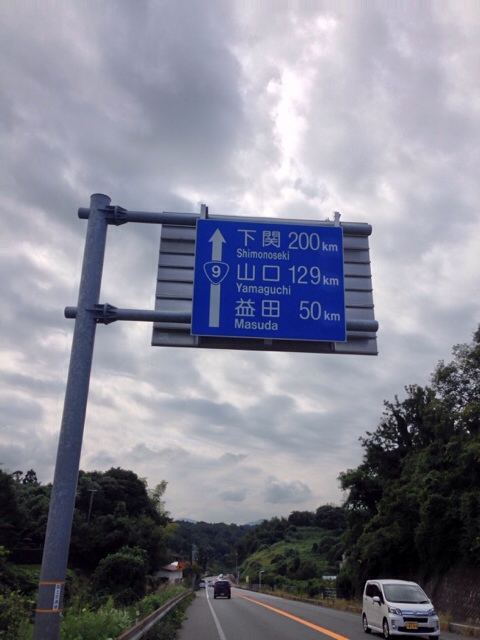 下関 200km
Shimonoseki
9
山口 129km
Yamaguchi
益田 50km
Masuda